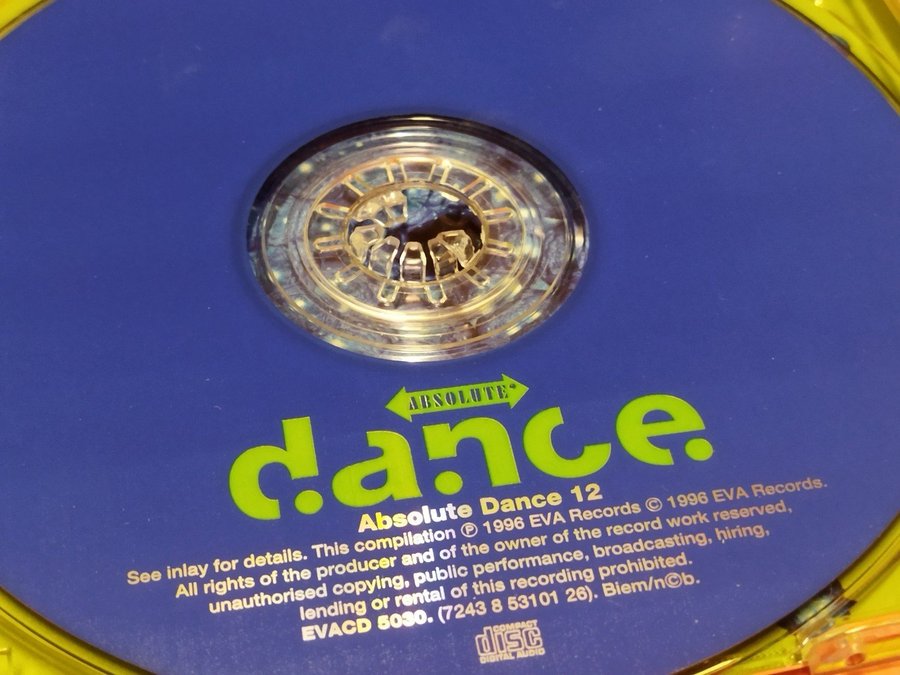 ABSOLUTE
dance
Absolute Dance 12
See inlay for details. This compilation ℗ 1996 EVA Records © 1996 EVA Records.
All rights of the producer and of the owner of the record work reserved,
unauthorised copying, public performance, broadcasting, hiring,
lending or rental of this recording prohibited.
EVACD 5030. (7243 8 53101 26). Biem/n©b.
COMPACT
disc
DIGITAL AUDIO